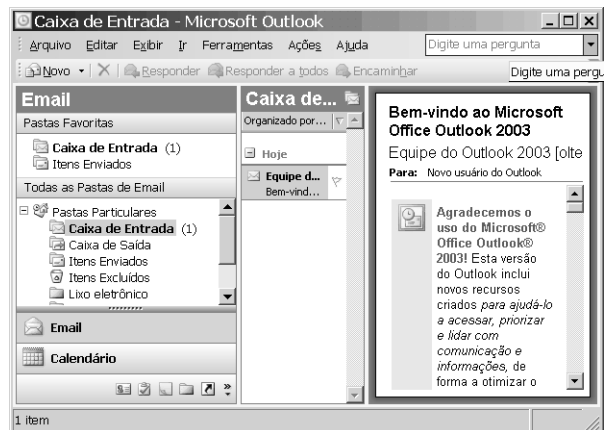 Caixa de Entrada - Microsoft Outlook
Arquivo Editar Exibir Ir Ferramentas Ações Ajuda Digite uma pergunta
Novo Responder Responder a todos Encaminhar Digite uma pergu
Email
Pastas Favoritas
Caixa de Entrada (1)
Itens Enviados
Todas as Pastas de Email
Pastas Particulares
Caixa de Entrada (1)
Caixa de Saída
Itens Enviados
Itens Excluídos
Lixo eletrônico
Email
Calendário
Caixa de...
Organizado por...
Hoje
Equipe d...
Bem-vind...
Bem-vindo ao Microsoft
Office Outlook 2003
Equipe do Outlook 2003 [olte
Para: Novo usuário do Outlook
Agradecemos o
uso do Microsoft®
Office Outlook®
2003! Esta versão
do Outlook inclui
novos recursos
criados para ajudá-lo
a acessar, priorizar
e lidar com
comunicação e
informações, de
forma a otimizar o
1 item